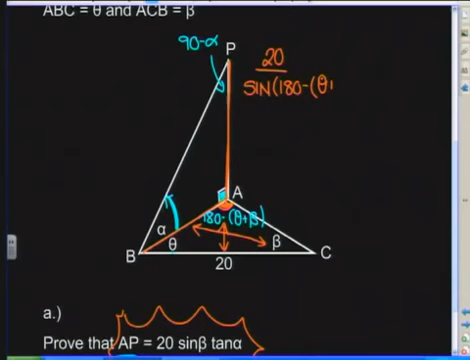 ABC = θ and ACB = β
90-α
P
20
SIN(180-(θ+
A
α
180-(θ+β)
θ
β
B
C
20
a.)
Prove that AP = 20 sinβ tanα